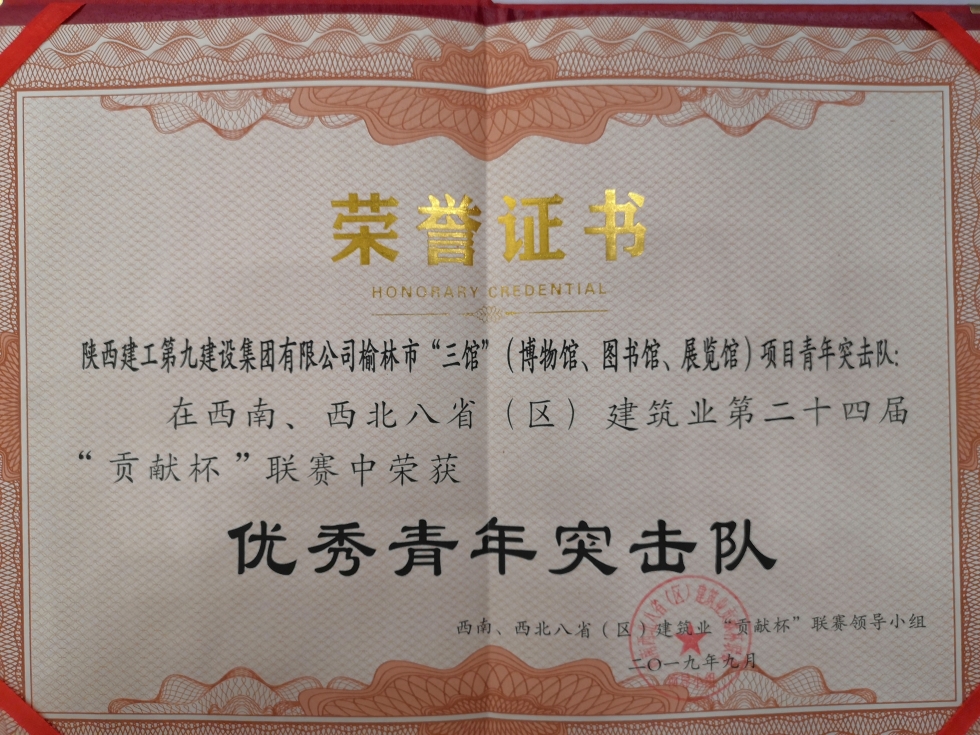 荣誉证书
HONORARY CREDENTIAL
陕西建工第九建设集团有限公司榆林市“三馆”(博物馆、图书馆、展览馆)项目青年突击队:
在西南、西北八省(区)建筑业第二十四届
“贡献杯”联赛中荣获
优秀青年突击队
西南、西北八省(区)建筑业“贡献杯”联赛领导小组
二〇一九年九月